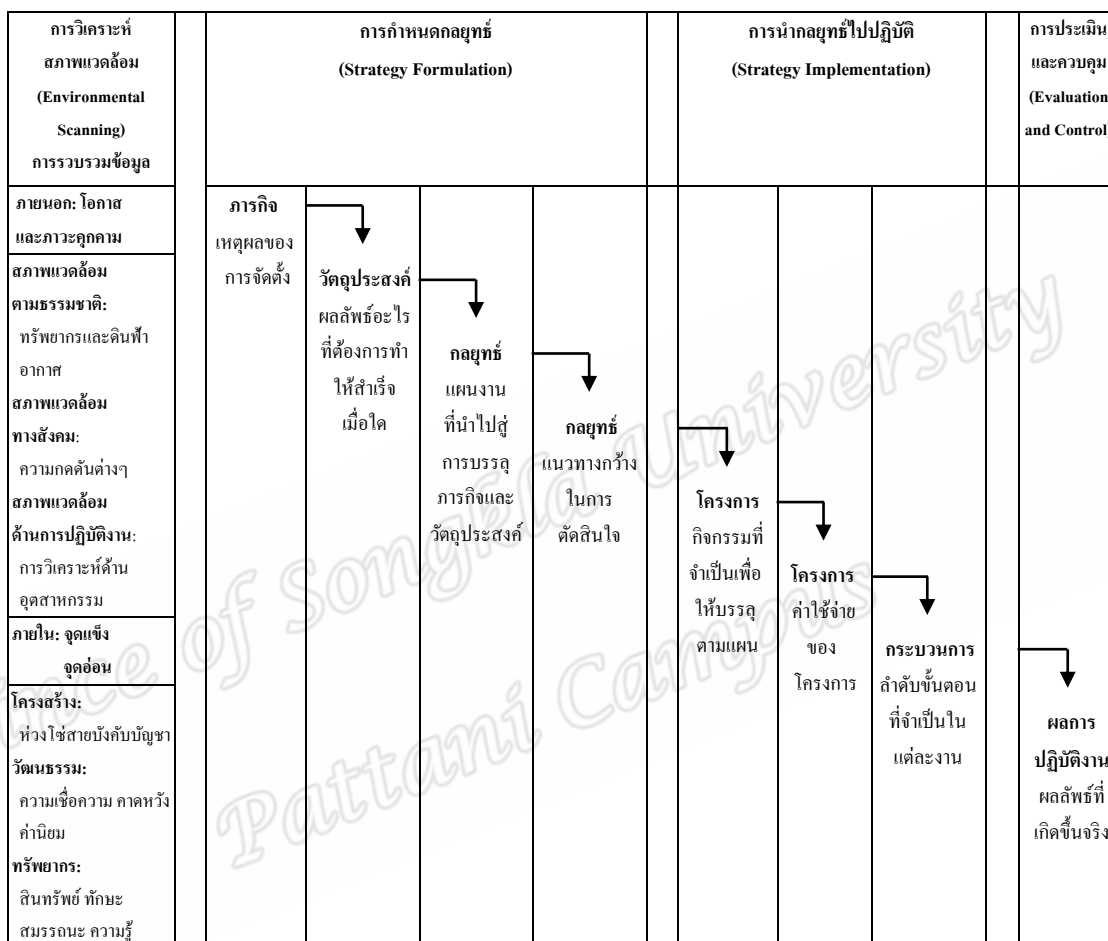 การวิเคราะห์
สภาพแวดล้อม
(Environmental
Scanning)
การรวบรวมข้อมูล
การกำหนดกลยุทธ์
(Strategy Formulation)
การนำกลยุทธ์ไปปฏิบัติ
(Strategy Implementation)
การประเมิน
และควบคุม
(Evaluation
and Control)
ภายนอก: โอกาส
และภาวะคุกคาม
สภาพแวดล้อม
ตามธรรมชาติ:
ทรัพยากรและดินฟ้า
อากาศ
สภาพแวดล้อม
ทางสังคม:
ความกดดันต่างๆ
สภาพแวดล้อม
ด้านการปฏิบัติงาน:
การวิเคราะห์ด้าน
อุตสาหกรรม
ภายใน: จุดแข็ง
จุดอ่อน
โครงสร้าง:
ห่วงโซ่สายบังคับบัญชา
วัฒนธรรม:
ความเชื่อความ คาดหวัง
ค่านิยม
ทรัพยากร:
สินทรัพย์ ทักษะ
สมรรถนะ ความรู้
ภารกิจ
เหตุผลของ
การจัดตั้ง
วัตถุประสงค์
ผลลัพธ์อะไร
ที่ต้องการทำ
ให้สำเร็จ
เมื่อใด
กลยุทธ์
แผนงาน
ที่นำไปสู่
การบรรลุ
ภารกิจและ
วัตถุประสงค์
กลยุทธ์
แนวทางกว้าง
ในการ
ตัดสินใจ
โครงการ
กิจกรรมที่
จำเป็นเพื่อ
ให้บรรลุ
ตามแผน
โครงการ
ค่าใช้จ่าย
ของ
โครงการ
กระบวนการ
ลำดับขั้นตอน
ที่จำเป็นใน
แต่ละงาน
ผลการ
ปฏิบัติงาน
ผลลัพธ์ที่
เกิดขึ้นจริง
of Songkla University
Pattani Campus